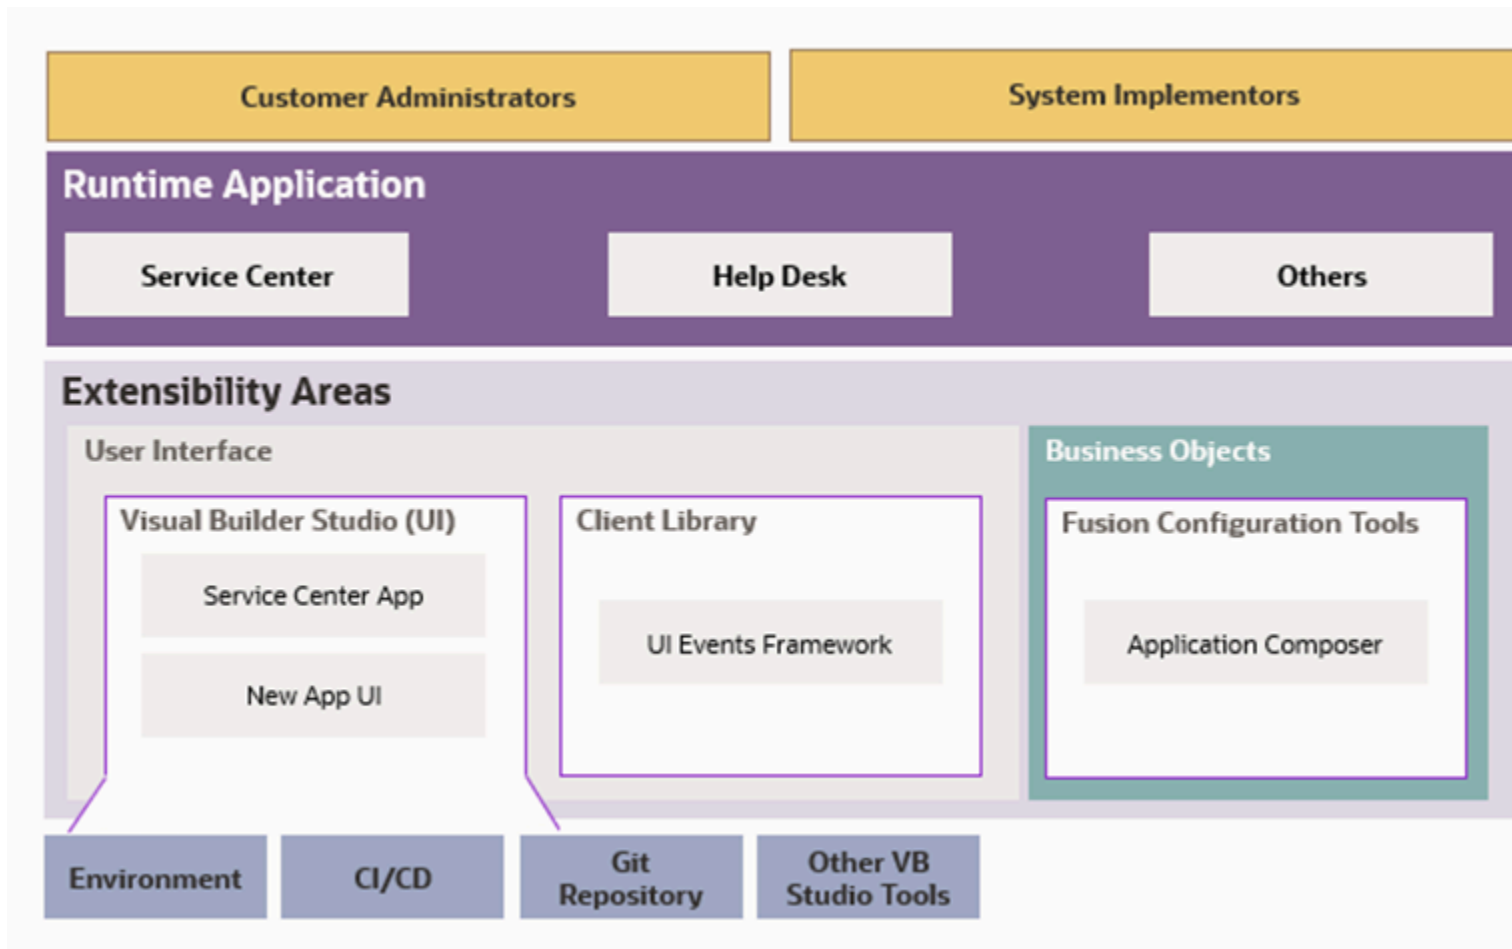 Customer Administrators
System Implementors
Runtime Application
Service Center
Help Desk
Others
Extensibility Areas
User Interface
Business Objects
Visual Builder Studio (UI)
Service Center App
New App UI
Client Library
UI Events Framework
Fusion Configuration Tools
Application Composer
Environment
CI/CD
Git
Repository
Other VB
Studio Tools